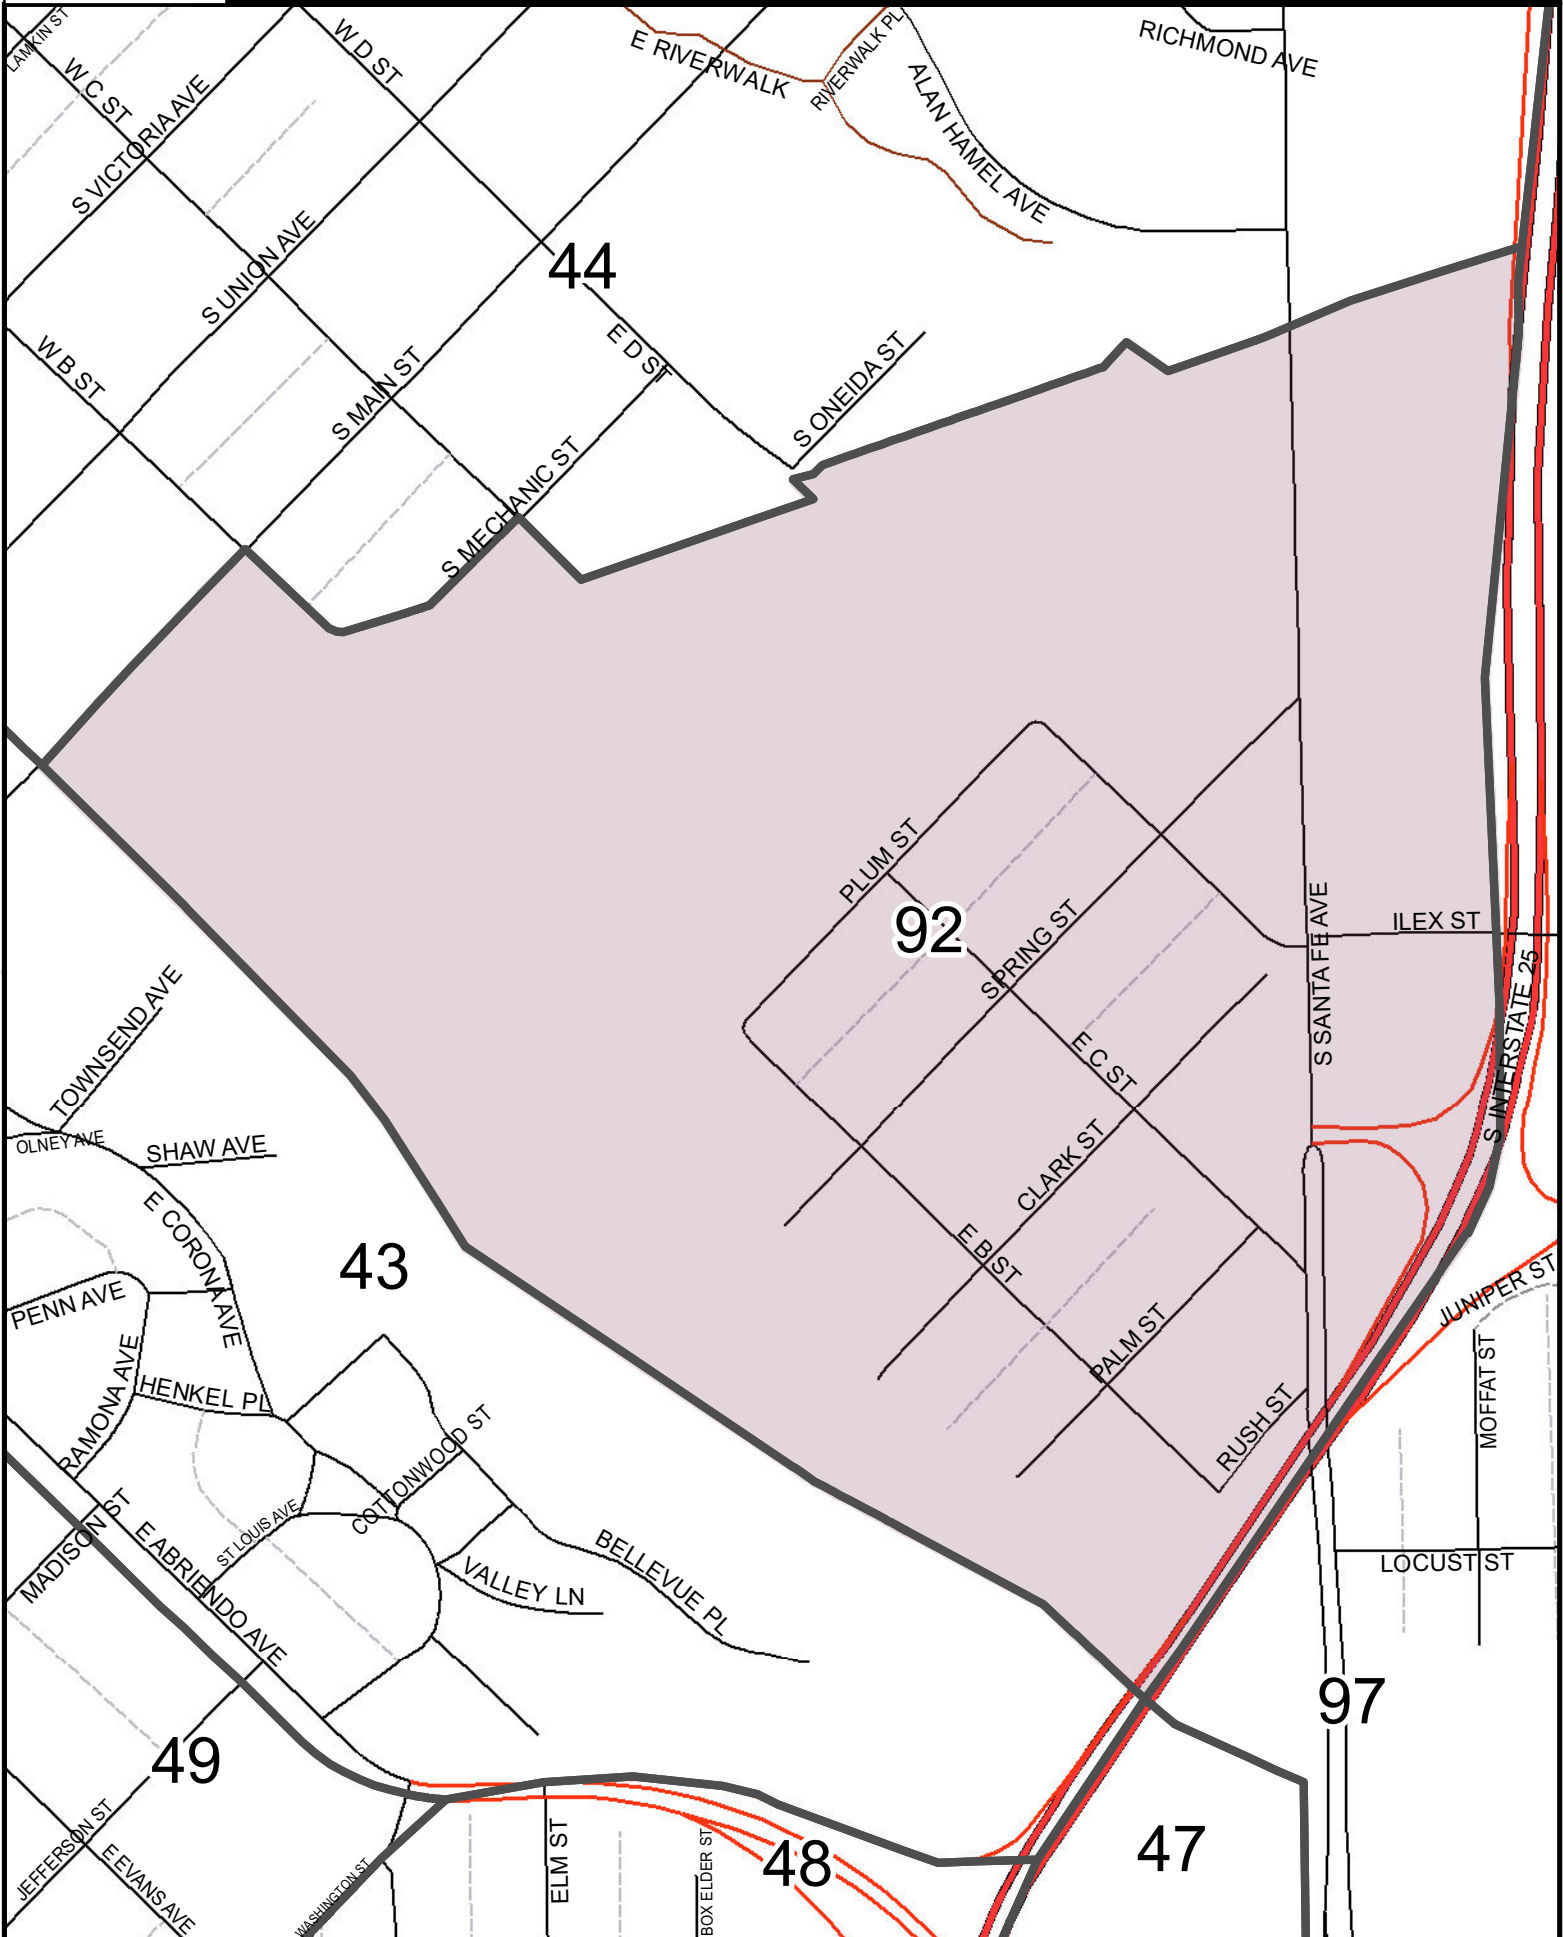 LAMKIN ST
W C ST
S VICTORIA AVE
W D ST
E RIVERWALK
RIVERWALK PL
ALAN HAMEL AVE
RICHMOND AVE
S UNION AVE
44
W B ST
S MAIN ST
E D ST
S ONEIDA ST
S MECHANIC ST
PLUM ST
92
SPRING ST
S SANTA FE AVE
ILEX ST
S INTERSTATE 25
E C ST
TOWNSEND AVE
OLNEY AVE
SHAW AVE
CLARK ST
E CORONA AVE
43
E B ST
PENN AVE
JUNIPER ST
RAMONA AVE
HENKEL PL
PALM ST
MOFFAT ST
RUSH ST
COTTONWOOD ST
MADISON ST
E ABRIENDO AVE
ST LOUIS AVE
BELLEVUE PL
VALLEY LN
LOCUST ST
97
49
JEFFERSON ST
E EVANS AVE
WASHINGTON ST
ELM ST
BOX ELDER ST
48
47